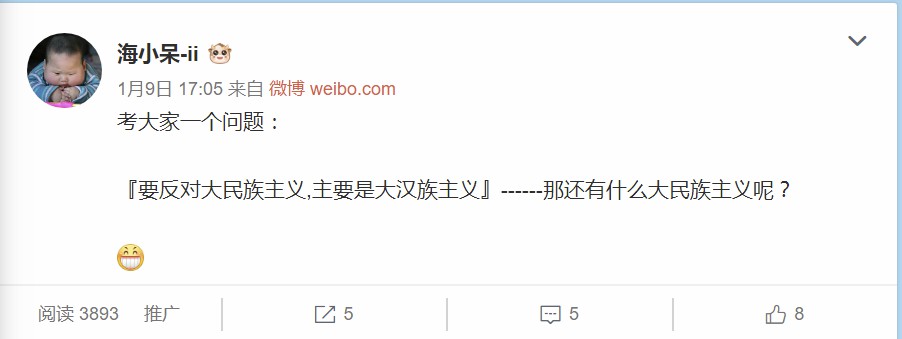 海小呆-ii
1月9日 17:05 来自 微博 weibo.com
考大家一个问题：
『要反对大民族主义,主要是大汉族主义』------那还有什么大民族主义呢？
阅读 3893 推广 5 5 8